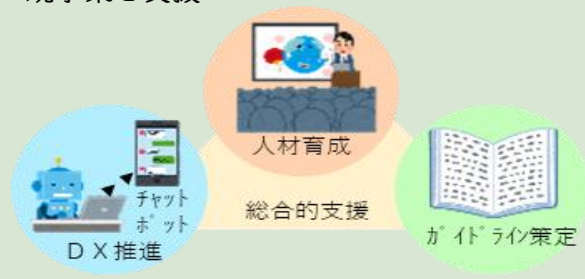 人材育成
チャット
ボット
総合的支援
ＤＸ推進
ｶﾞｲﾄﾞﾗｲﾝ策定